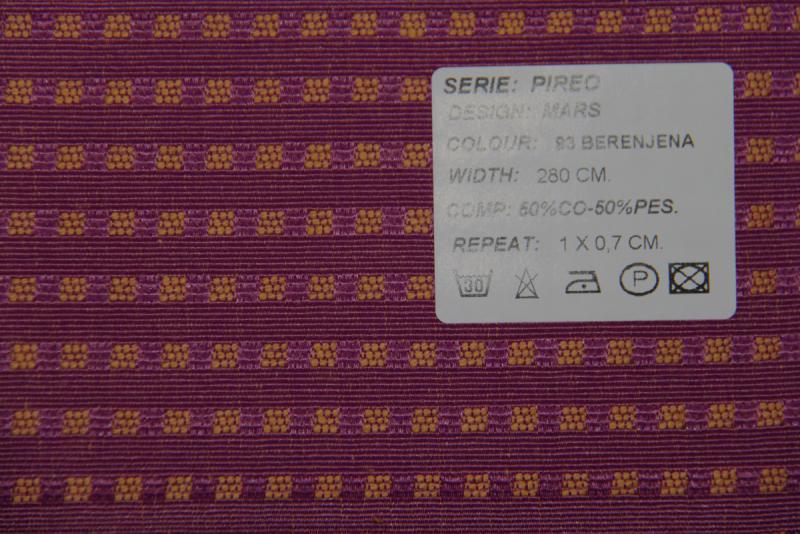 SERIE: PIREO
DESIGN: MARS
COLOUR: 93 BERENJENA
WIDTH: 280 CM.
COMP: 50%CO-50%PES.
REPEAT: 1 X 0,7 CM.
30 P